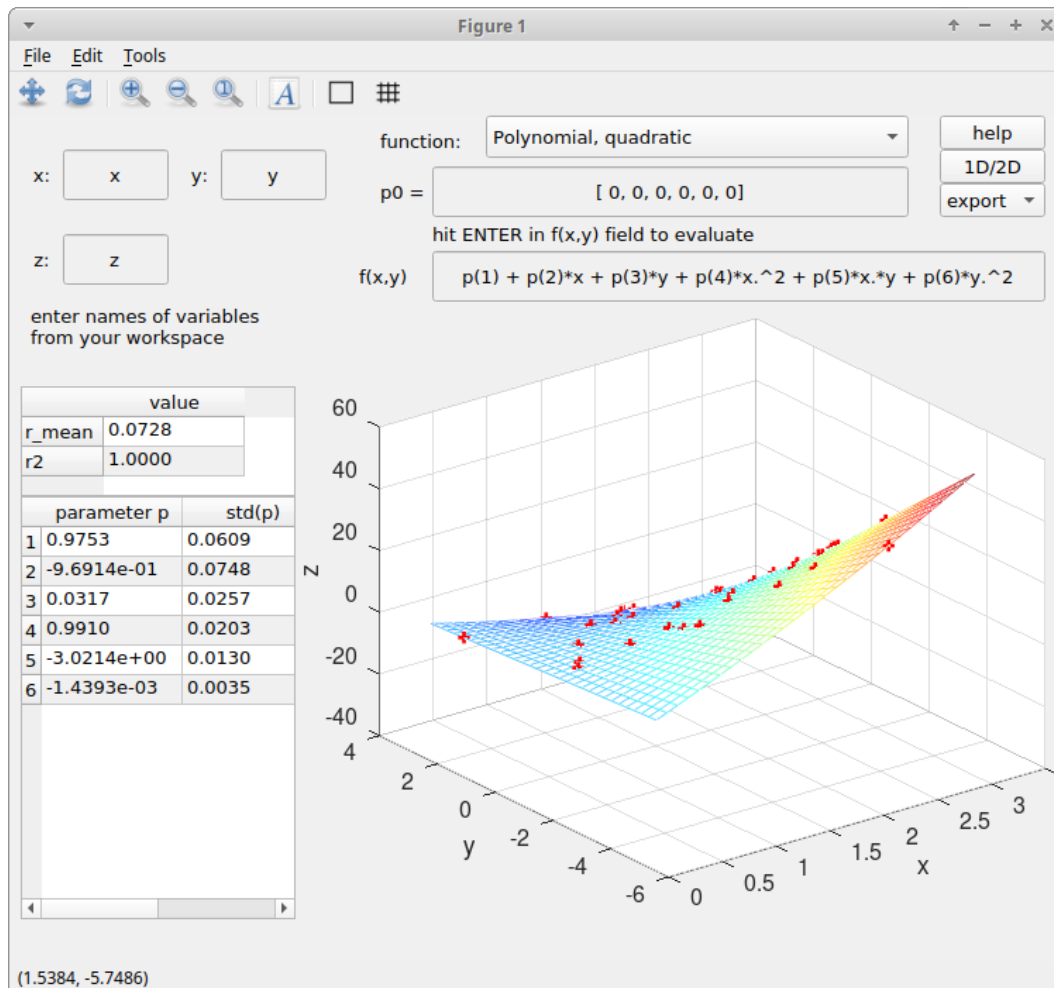 Figure 1
File Edit Tools
A
function: Polynomial, quadratic help
x: x y: y 1D/2D
p0 = [ 0, 0, 0, 0, 0, 0] export
hit ENTER in f(x,y) field to evaluate
z: z f(x,y) p(1) + p(2)*x + p(3)*y + p(4)*x.^2 + p(5)*x.*y + p(6)*y.^2
enter names of variables
from your workspace
value
r_mean 0.0728
r2 1.0000
parameter p std(p)
1 0.9753 0.0609
2 -9.6914e-01 0.0748
3 0.0317 0.0257
4 0.9910 0.0203
5 -3.0214e+00 0.0130
6 -1.4393e-03 0.0035
60
40
20
0
-20
-40
z
4
2
0
-2
-4
-6
y
0
0.5
1
1.5
2
2.5
3
x
(1.5384, -5.7486)